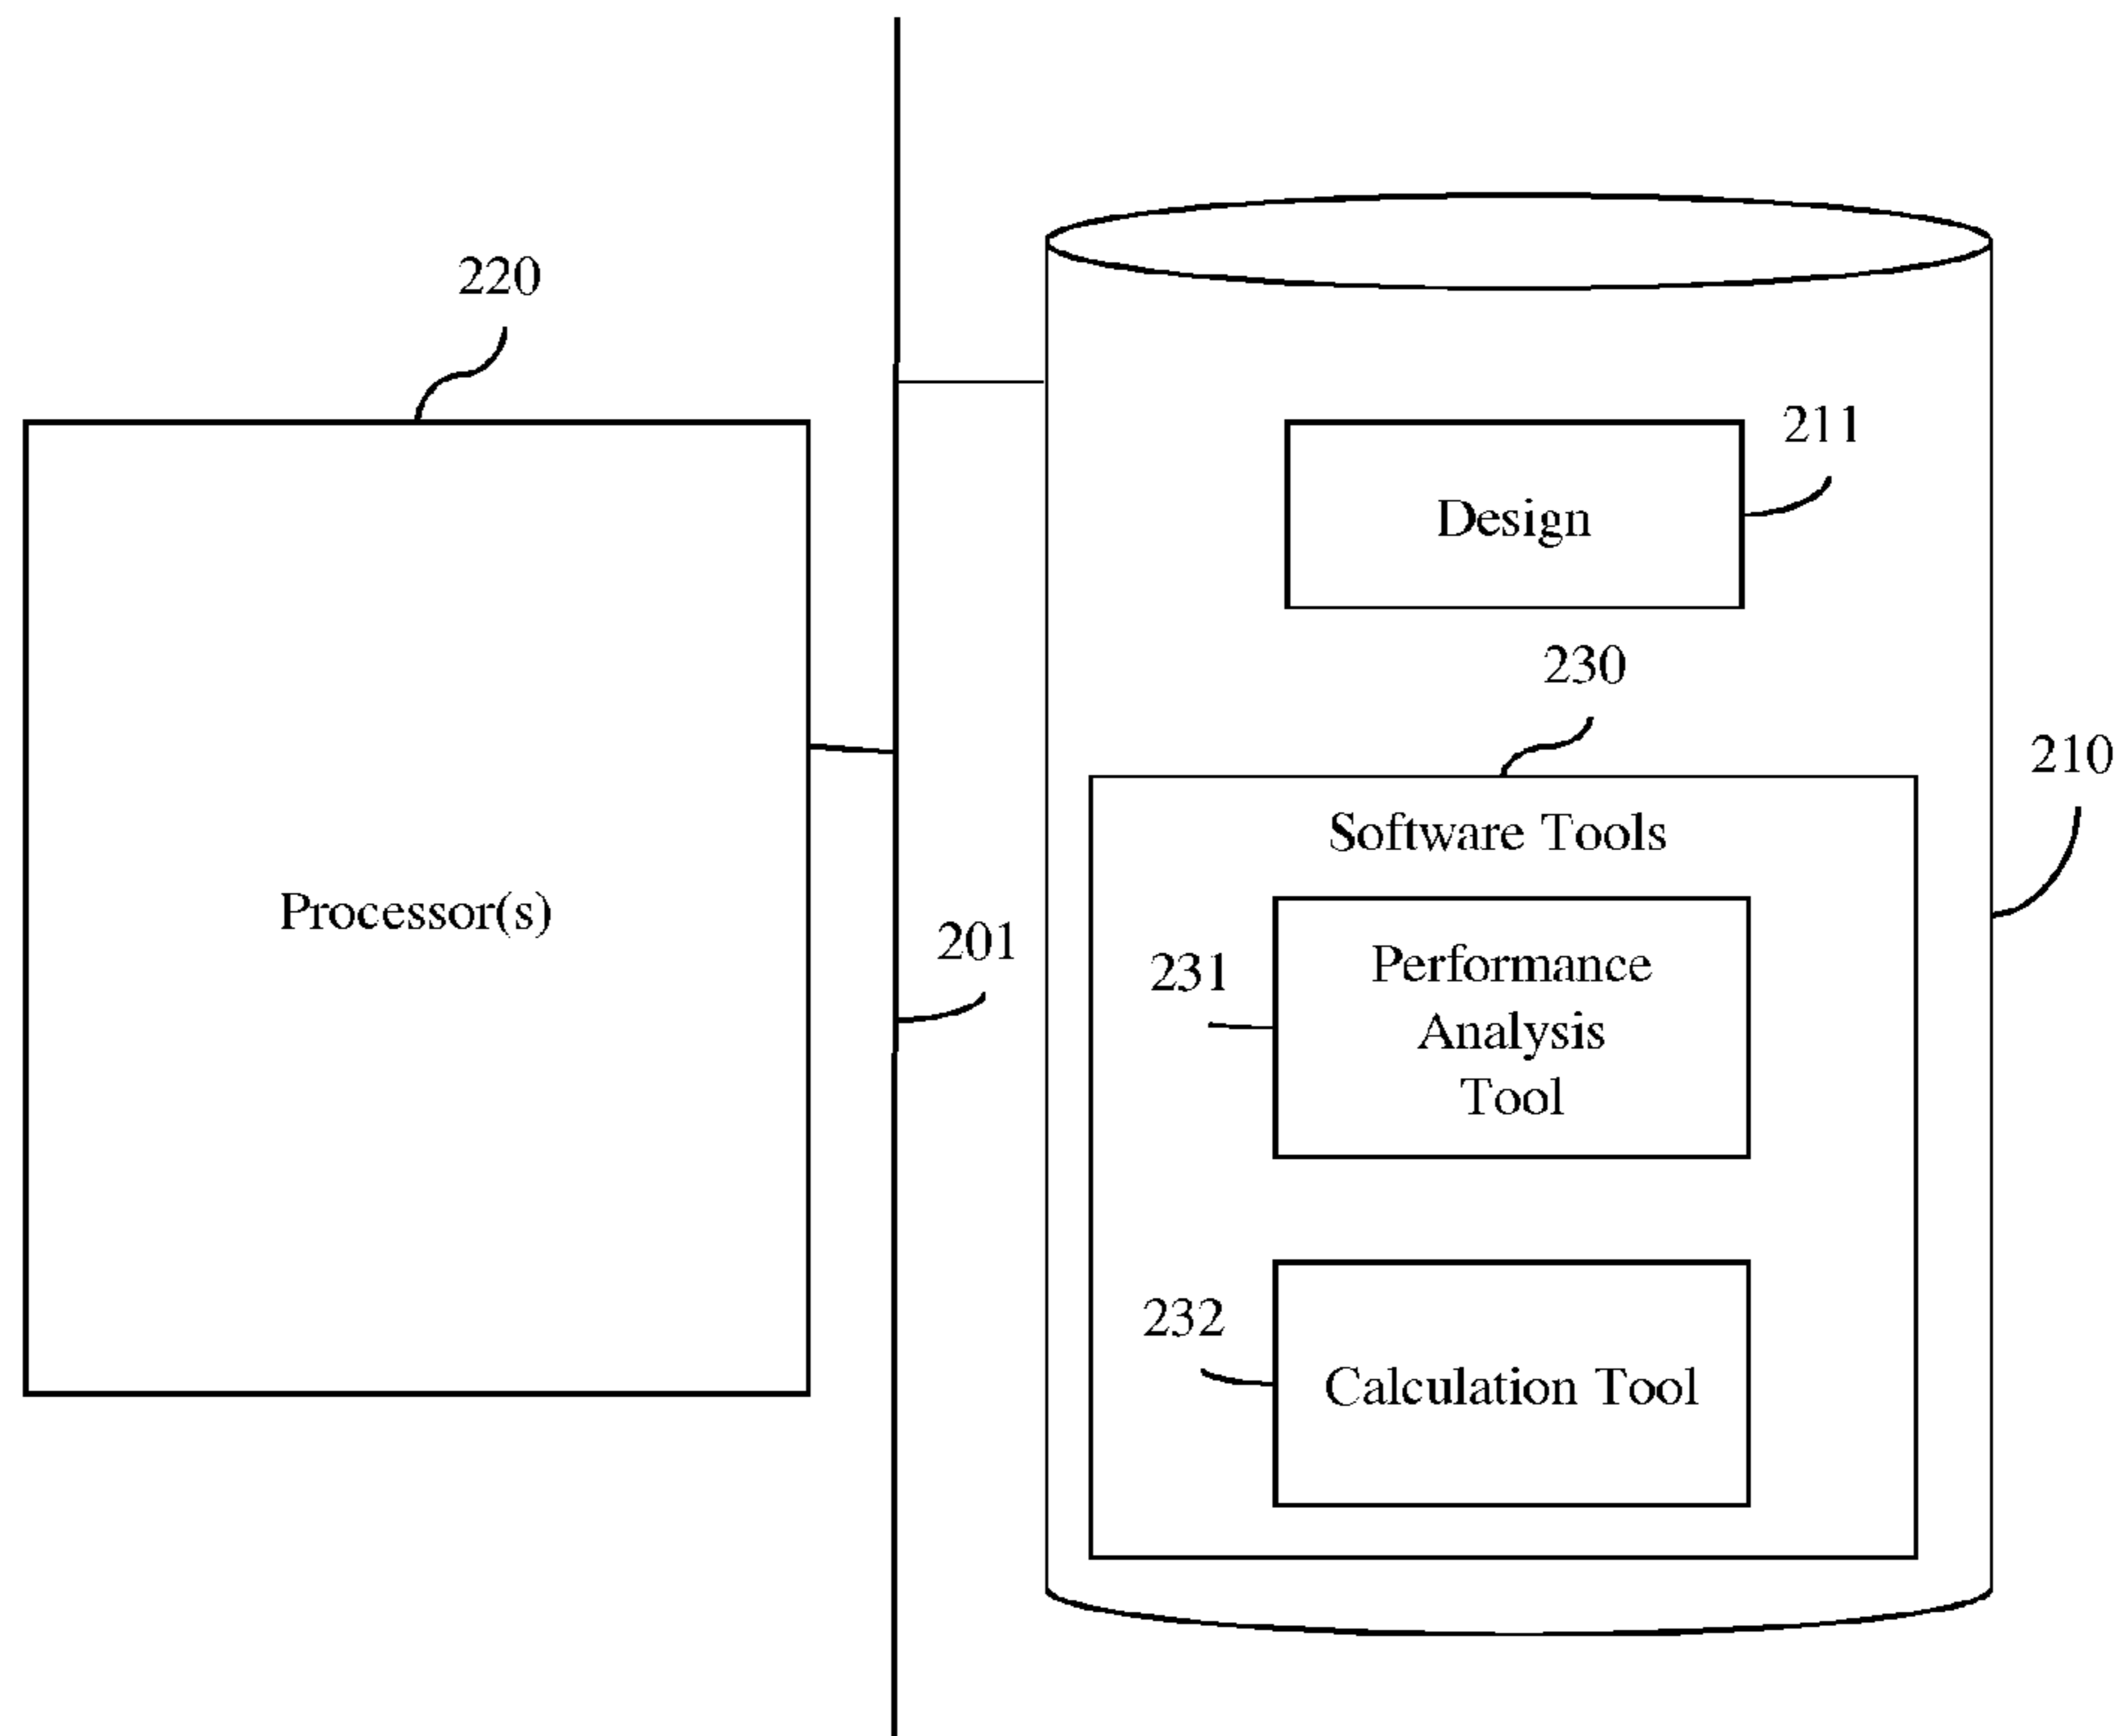 220
211
Design
230
210
Software Tools
Processor(s)
201
231
Performance
Analysis
Tool
232
Calculation Tool